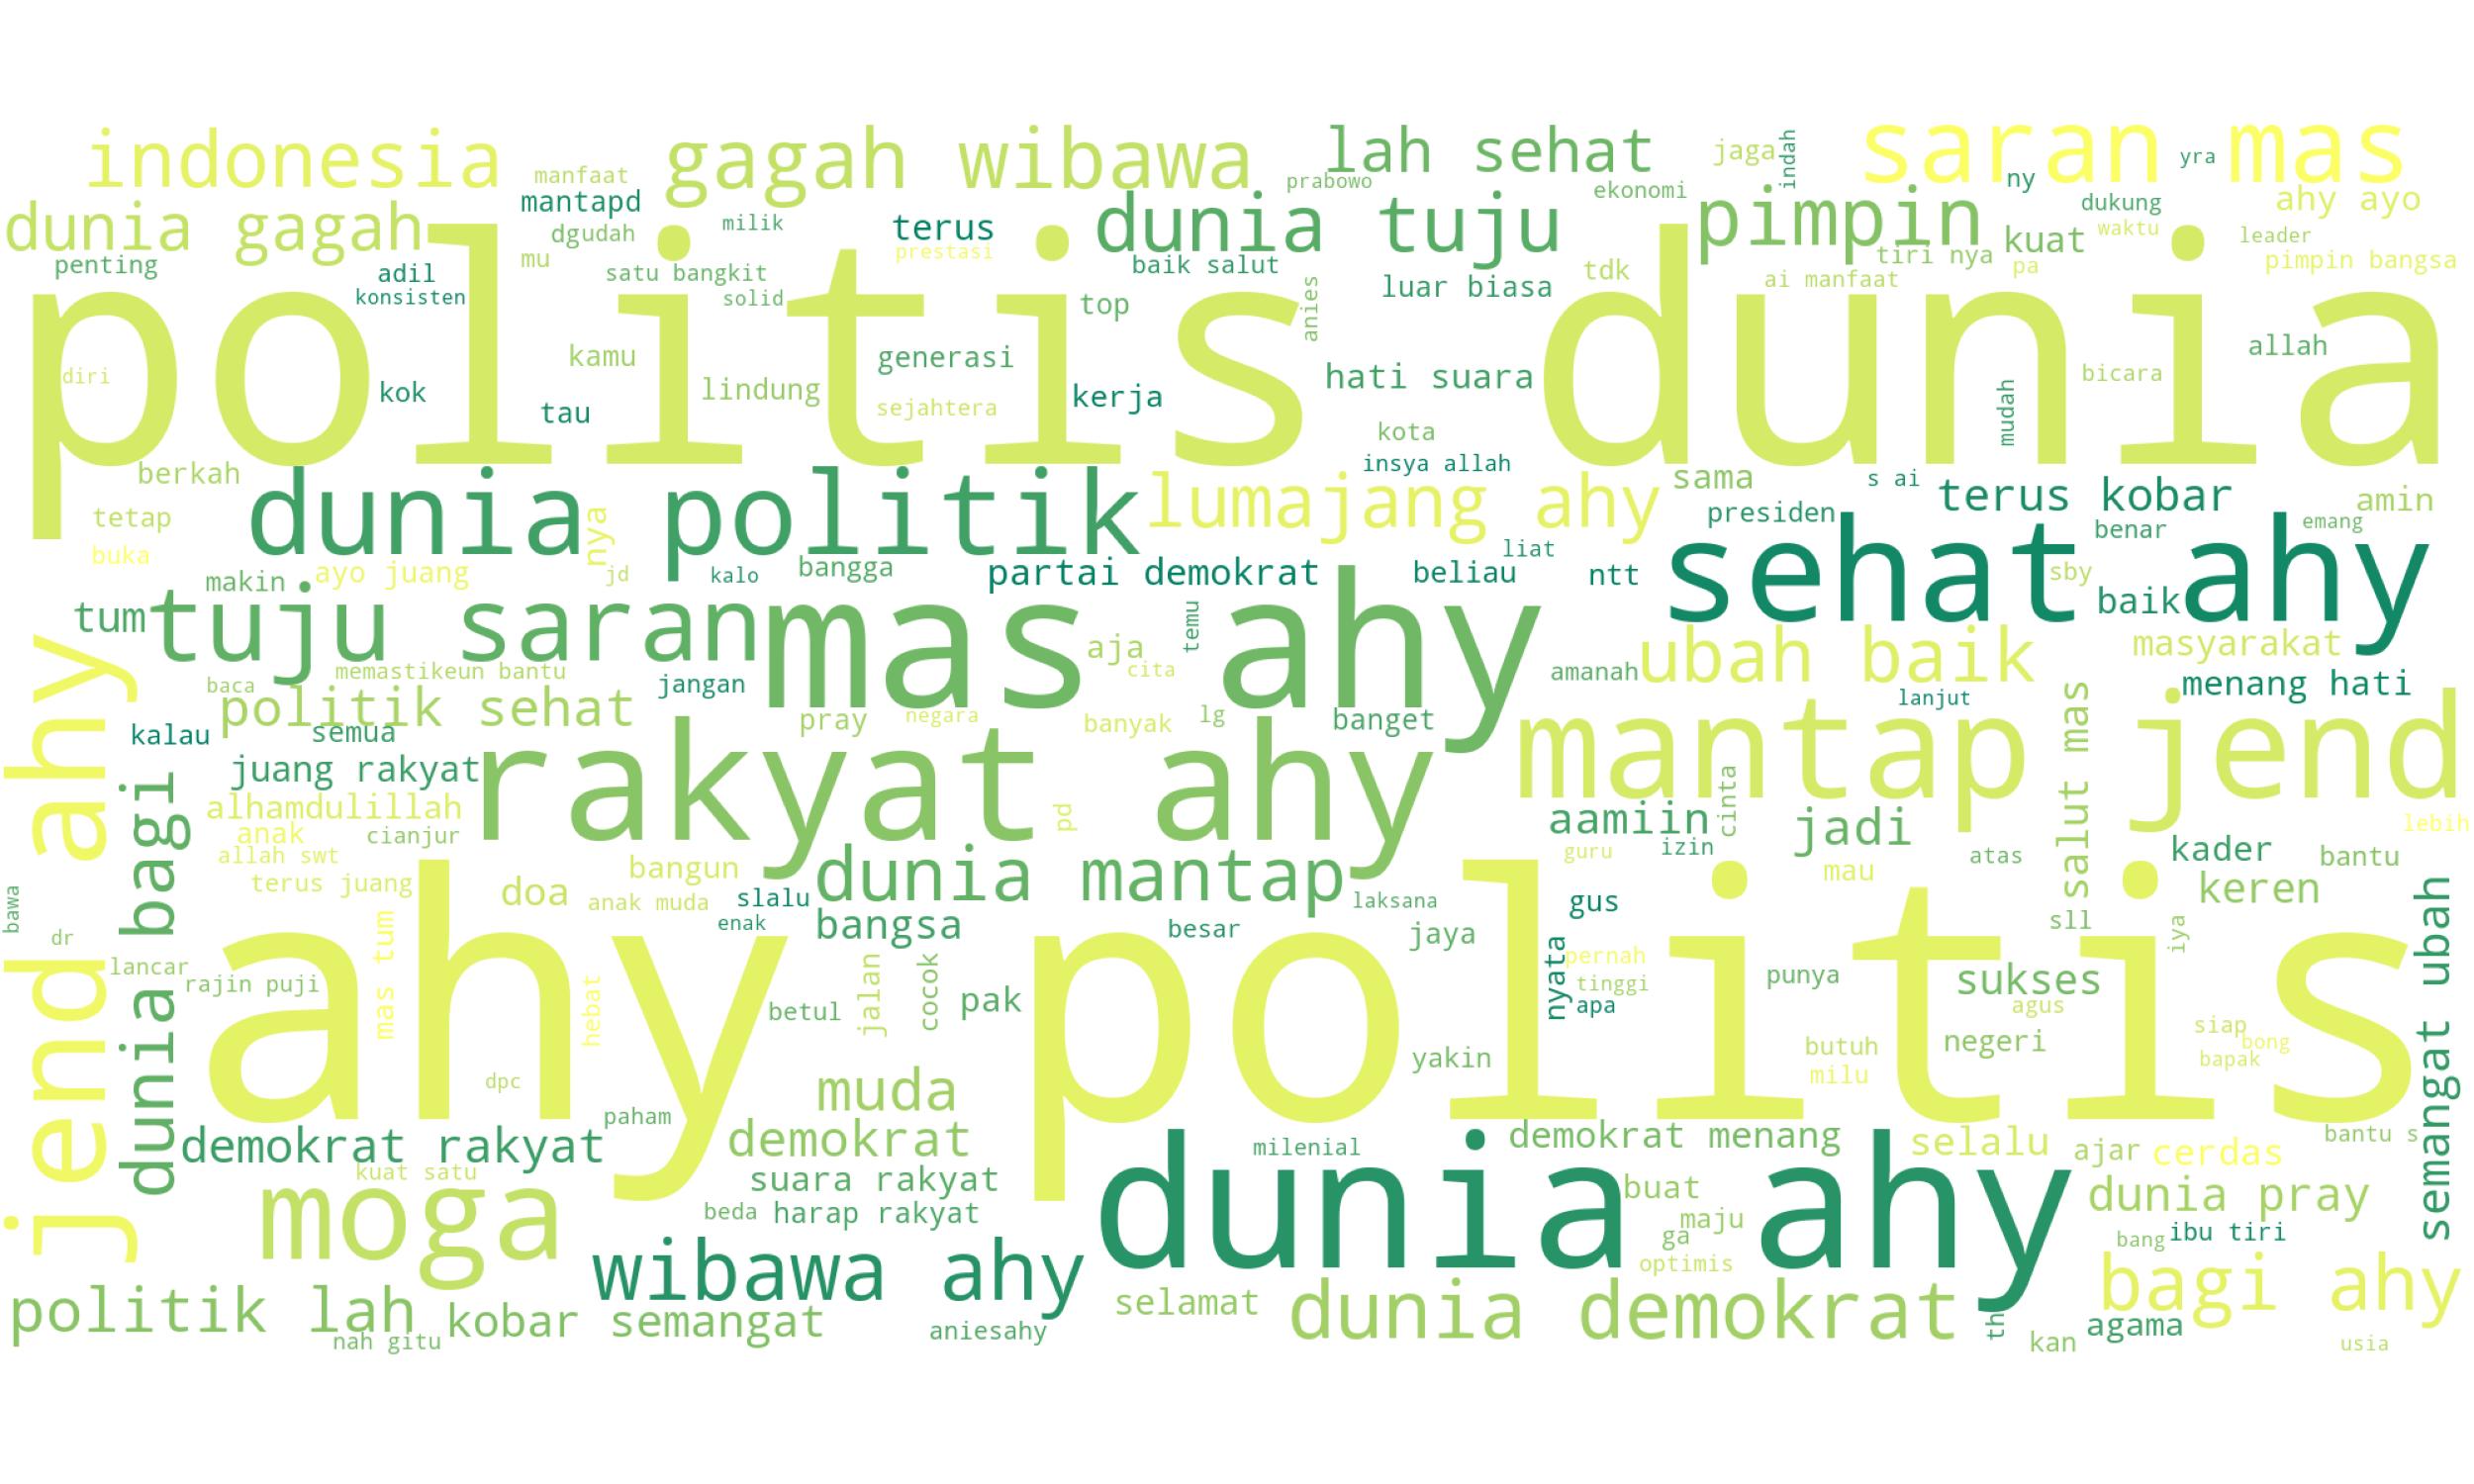 indonesia
gagah wibawa
lah sehat
jaga
indah
saran mas
ny
yra
manfaat
mantapd
prabowo
ekonomi
pimpin
dukung
ahy ayo
dunia gagah
dgudah
milik
terus
prestasi
dunia tuju
tiri nya
kuat
waktu
leader
pimpin bangsa
penting
adil
konsisten
mu
satu bangkit
solid
baik salut
top
anies
luar biasa
tdk
ai manfaat
pa
politis dunia
diri
kok
kamu
tau
lindung
generasi
sejahtera
kerja
hati suara
kota
insya allah
mudah
bicara
allah
berkah
tetap
buka
dunia politik
nya
lumajang ahy
sama
s ai
terus kobar
presiden
benar
amin
emang
makin
ayo juang
jd
kalo
bangga
partai demokrat
beliau
liat
ntt
sehat ahy
sby
baik
tum
tuju saran
mas ahy
aja
cita
temu
amanah
ubah baik
masyarakat
memastikeun bantu
baca
politik sehat
jangan
pray
negara
banyak
lg
banget
lanjut
menang hati
jend ahy
dunia bagi
kalau
semua
juang rakyat
rakyat ahy
pd
mantap jend
salut mas
alhamdulillah
anak
cianjur
allah swt
terus juang
aamiin
cinta
izin
guru
jadi
mau
atas
kader
bantu
lebih
keren
bawa
dr
lancar
rajin puji
mas tum
doa
bangun
anak muda
slalu
enak
dunia mantap
bangsa
laksana
besar
jaya
gus
sll
iya
semangat ubah
ahy politis
hebat
dpc
betul
jalan
cocok
pak
yakin
nyata
pernah
tinggi
apa
punya
sukses
agus
butuh
milu
negeri
siap
bong
bapak
paham
muda
demokrat rakyat
kuat satu
demokrat
suara rakyat
beda
harap rakyat
milenial
demokrat menang
selalu
ajar
cerdas
bantu s
moga
wibawa ahy
dunia ahy
buat
maju
ga
optimis
dunia pray
bang
ibu tiri
bagi ahy
politik lah
nah gitu
kobar semangat
aniesahy
selamat
dunia demokrat
th
kan
agama
usia